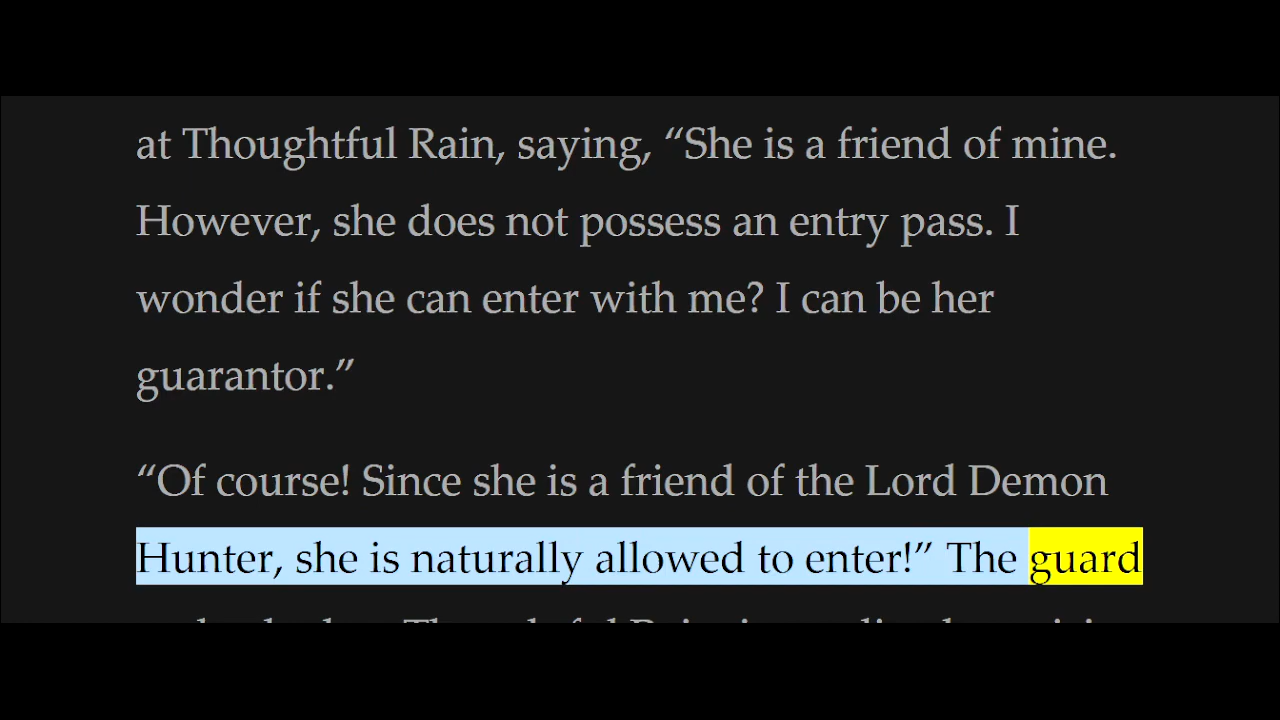 at Thoughtful Rain, saying, “She is a friend of mine.
However, she does not possess an entry pass. I
wonder if she can enter with me? I can be her
guarantor.”
“Of course! Since she is a friend of the Lord Demon
Hunter, she is naturally allowed to enter!” The guard